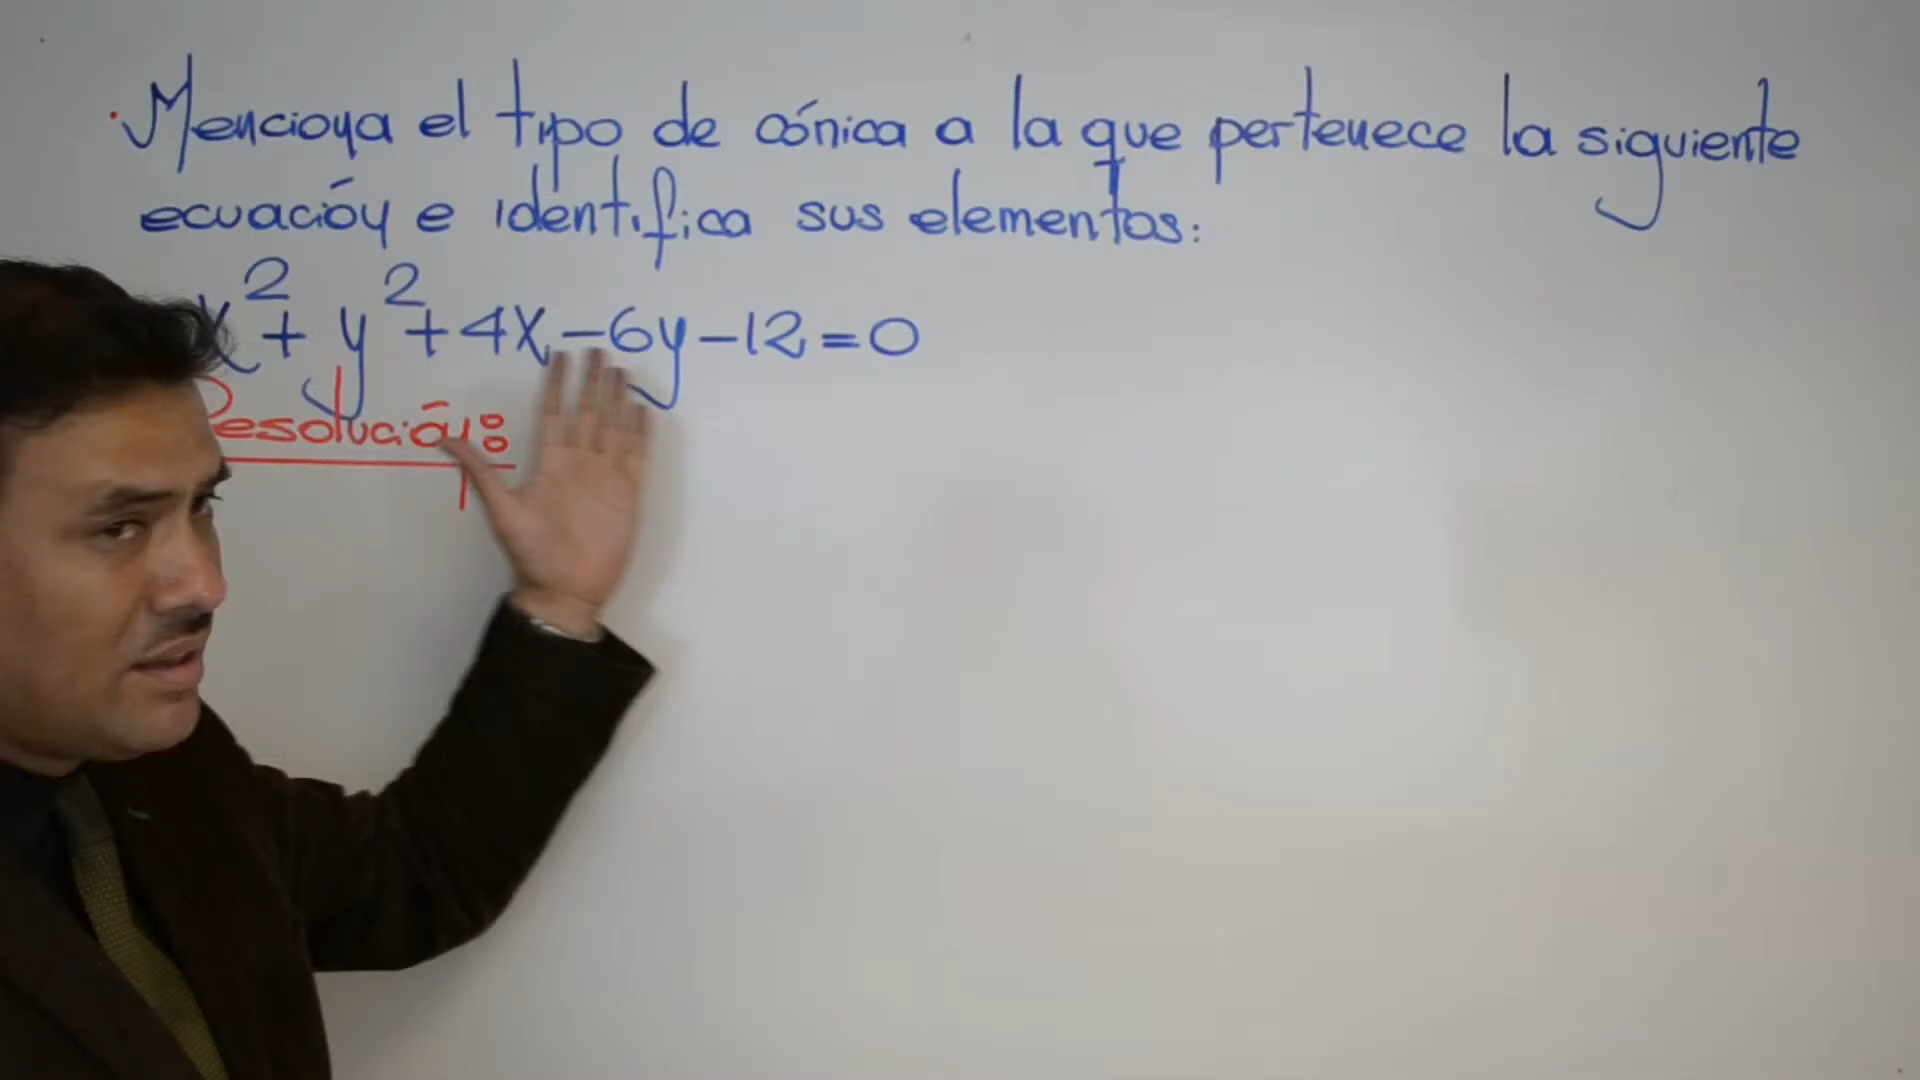 Menciona el tipo de cónica a la que pertenece la siguiente
ecuación e identifica sus elementos:
x²+ y²+4x-6y-12=0
Resolución: